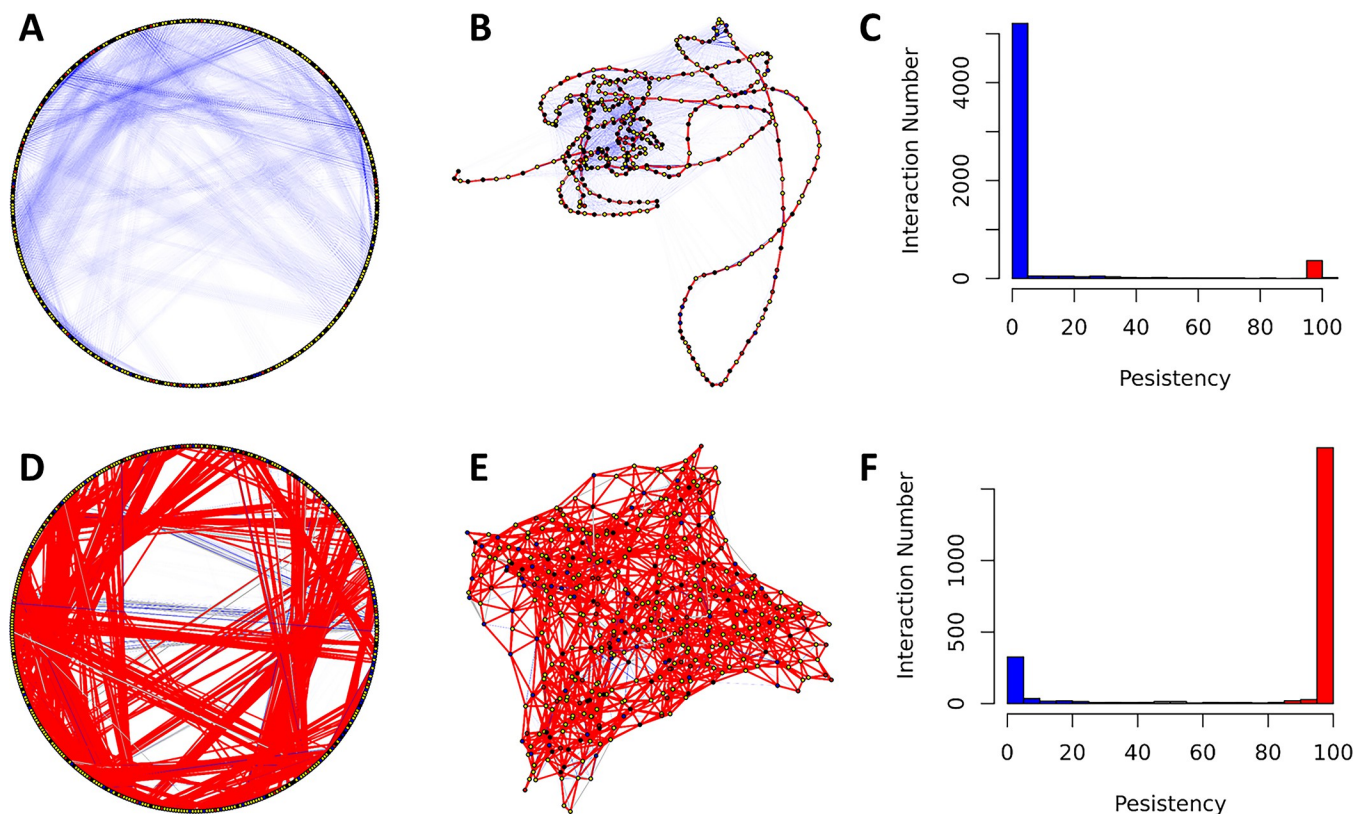 A
B
C
Interaction Number
4000
2000
0
0 20 40 60 80 100
Pesistency
D
E
F
Interaction Number
1000
500
0
0 20 40 60 80 100
Pesistency